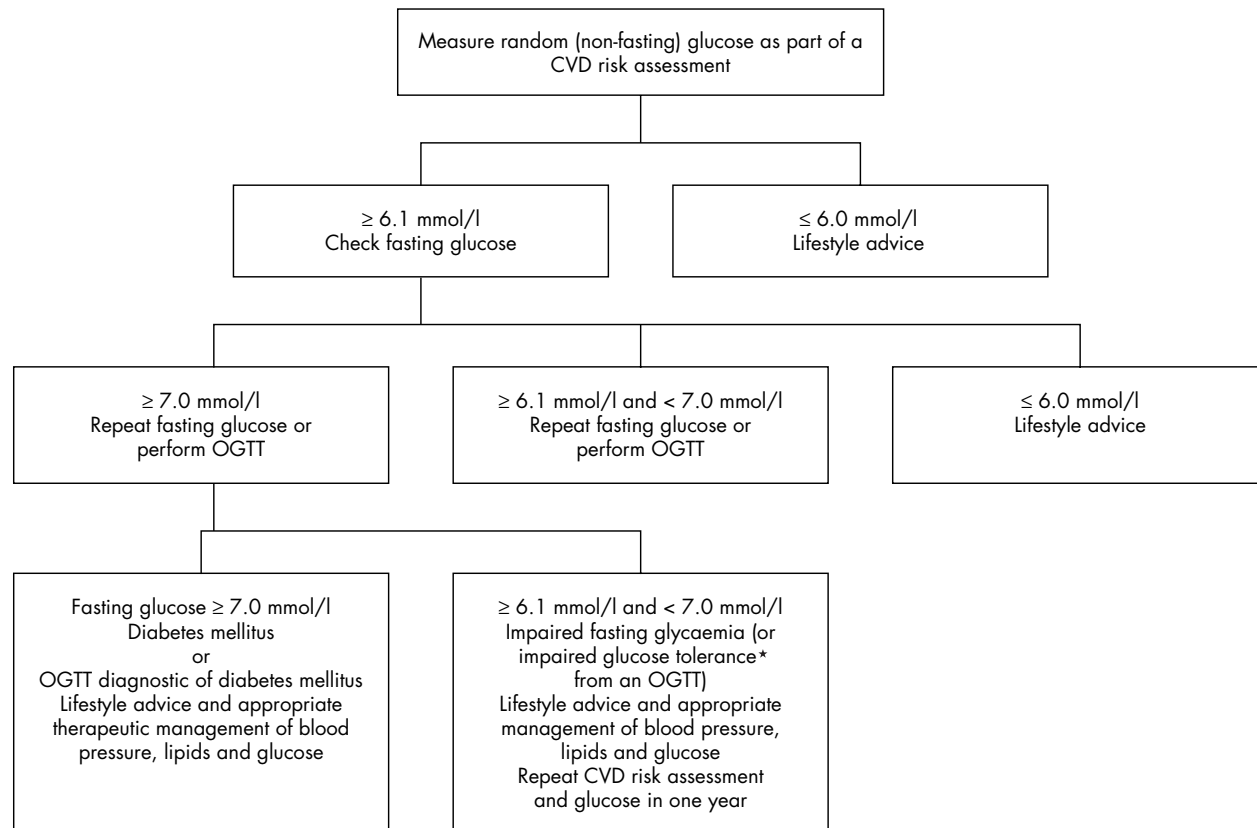 Measure random (non-fasting) glucose as part of a
CVD risk assessment
≥ 6.1 mmol/l
Check fasting glucose
≤ 6.0 mmol/l
Lifestyle advice
≥ 7.0 mmol/l
Repeat fasting glucose or
perform OGTT
≥ 6.1 mmol/l and < 7.0 mmol/l
Repeat fasting glucose or
perform OGTT
≤ 6.0 mmol/l
Lifestyle advice
Fasting glucose ≥ 7.0 mmol/l
Diabetes mellitus
or
OGTT diagnostic of diabetes mellitus
Lifestyle advice and appropriate
therapeutic management of blood
pressure, lipids and glucose
≥ 6.1 mmol/l and < 7.0 mmol/l
Impaired fasting glycaemia (or
impaired glucose tolerance★
from an OGTT)
Lifestyle advice and appropriate
management of blood pressure,
lipids and glucose
Repeat CVD risk assessment
and glucose in one year